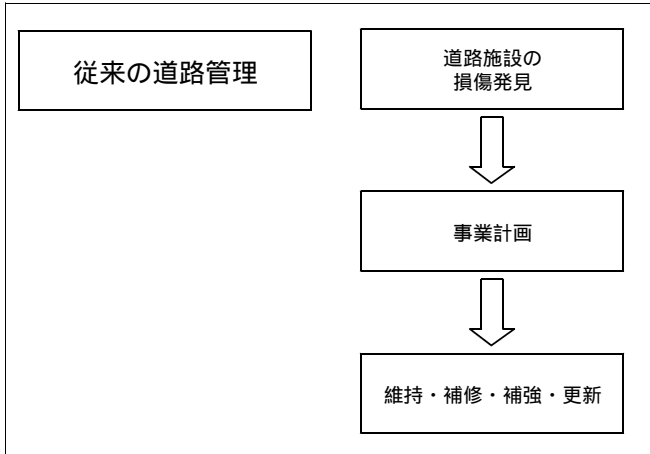 従来の道路管理
道路施設の
損傷発見
事業計画
維持・補修・補強・更新